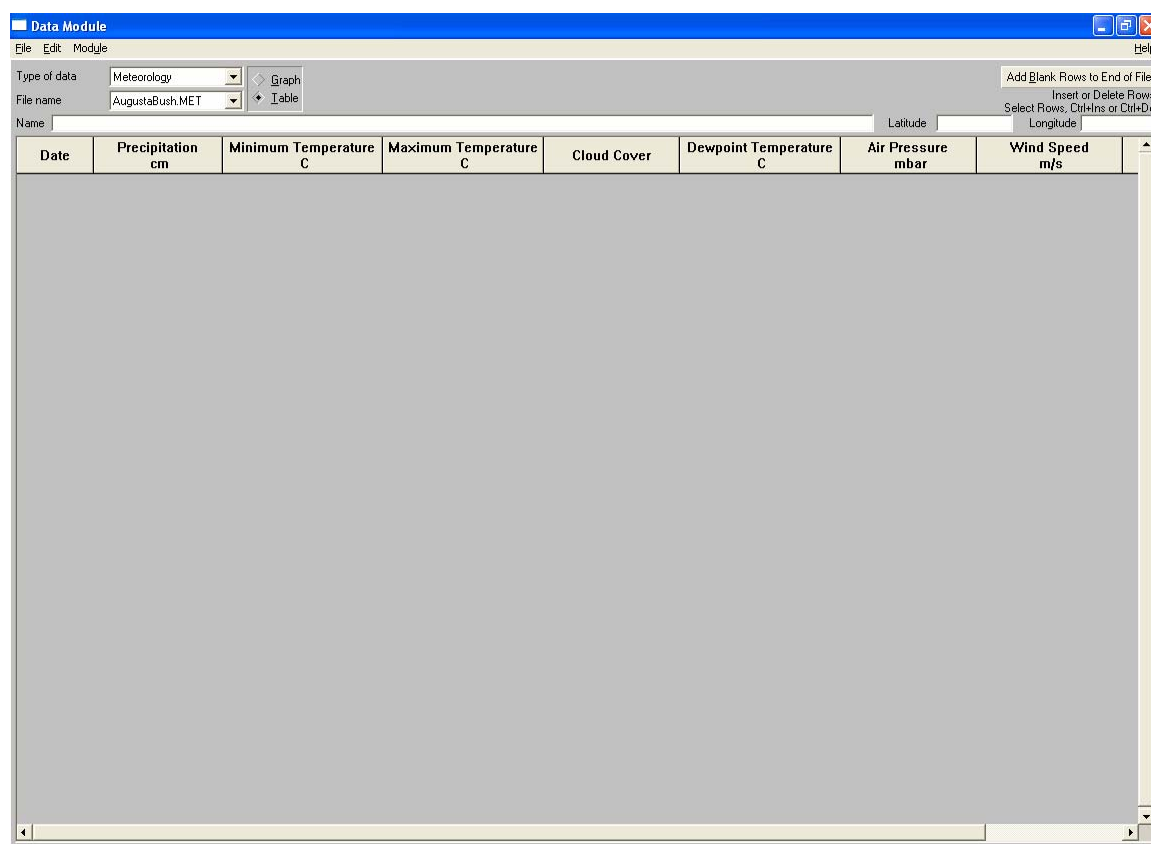 Data Module
File Edit Module Help
Type of data Meteorology Graph Add Blank Rows to End of File
File name AugustaBush.MET Table Insert or Delete Rows
Select Rows, Ctrl+Ins or Ctrl+De
Name Latitude Longitude
Date Precipitation cm Minimum Temperature C Maximum Temperature C Cloud Cover Dewpoint Temperature C Air Pressure mbar Wind Speed m/s